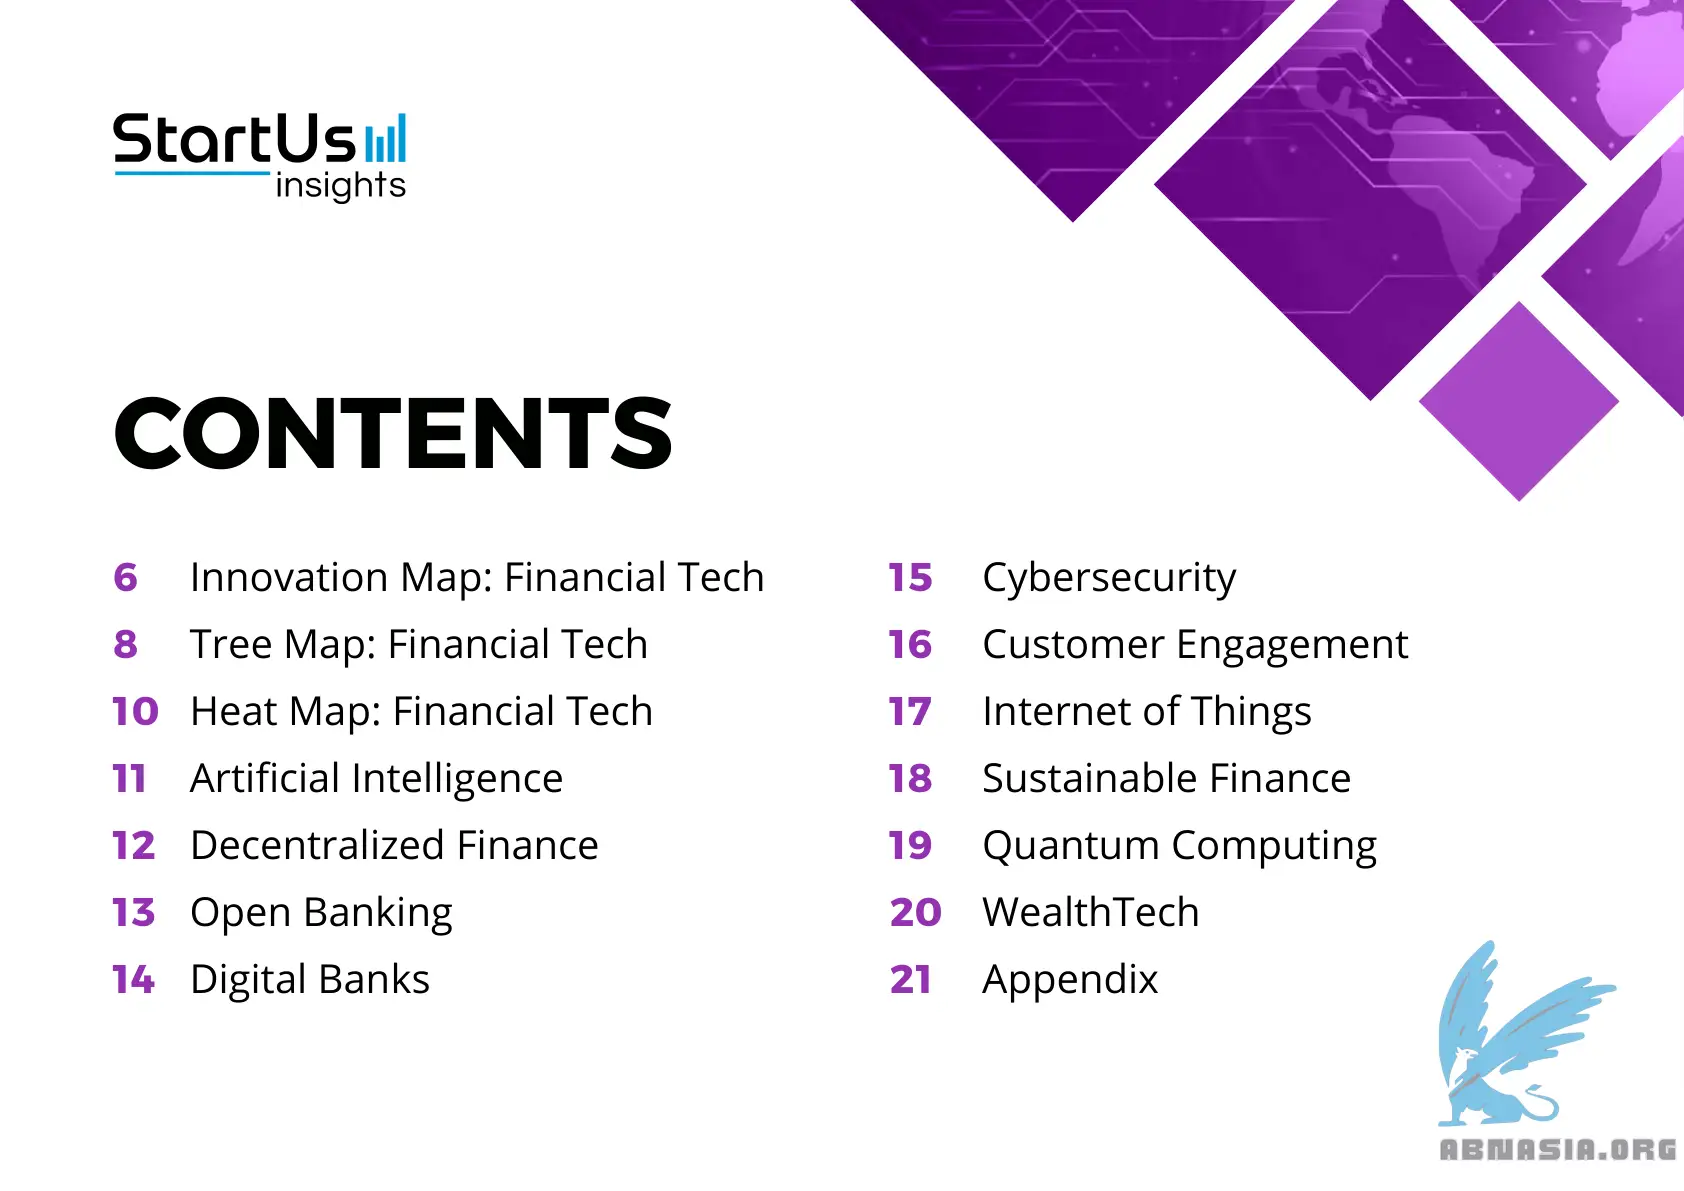 StartUs
insights
CONTENTS
6 Innovation Map: Financial Tech
8 Tree Map: Financial Tech
10 Heat Map: Financial Tech
11 Artificial Intelligence
12 Decentralized Finance
13 Open Banking
14 Digital Banks
15 Cybersecurity
16 Customer Engagement
17 Internet of Things
18 Sustainable Finance
19 Quantum Computing
20 WealthTech
21 Appendix
ABNASIA.ORG